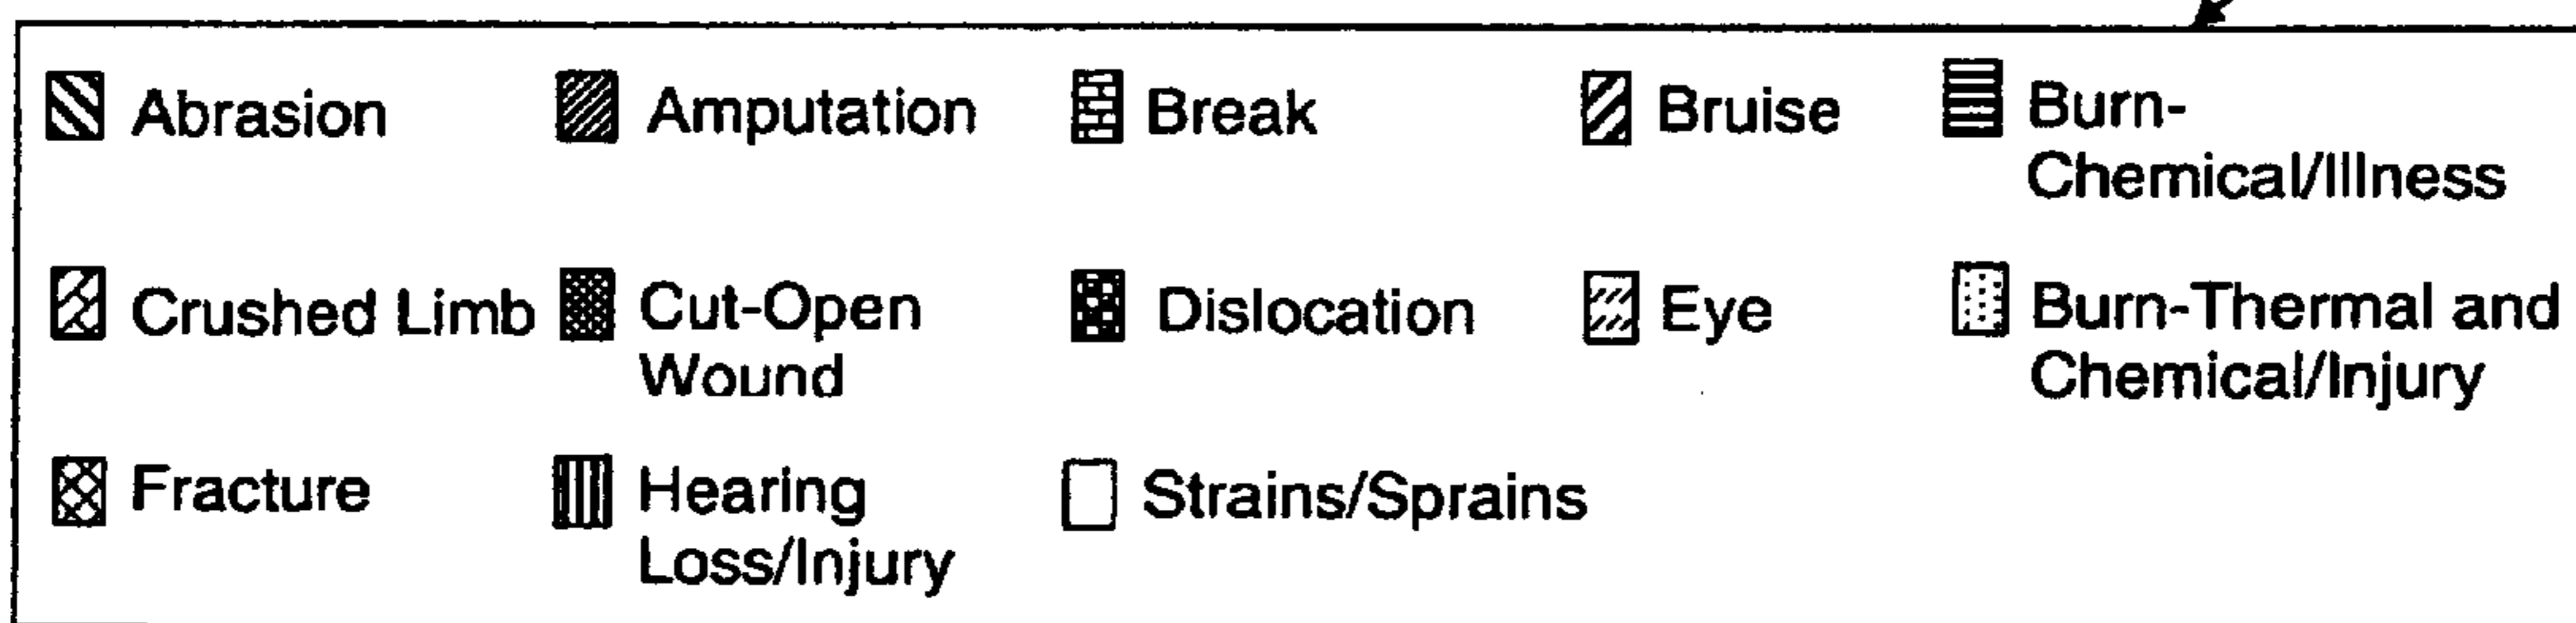 Abrasion
Amputation
Break
Bruise
Burn-
Chemical/Illness
Crushed Limb
Cut-Open
Wound
Dislocation
Eye
Burn-Thermal and
Chemical/Injury
Fracture
Hearing
Loss/Injury
Strains/Sprains